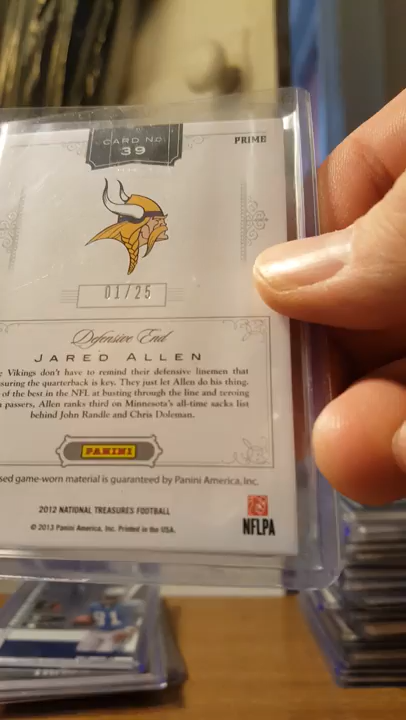 CARD NO.
39
PRIME
01/25
Defensive End
JARED ALLEN
Vikings don't have to remind their defensive linemen that
suring the quarterback is key. They just let Allen do his thing.
of the best in the NFL at busting through the line and zeroing
passers, Allen ranks third on Minnesota's all-time sacks list
behind John Randle and Chris Doleman.
PANINI
sed game-worn material is guaranteed by Panini America, Inc.
2012 NATIONAL TREASURES FOOTBALL
© 2013 Panini America, Inc. Printed in the USA.
NFLPA
81